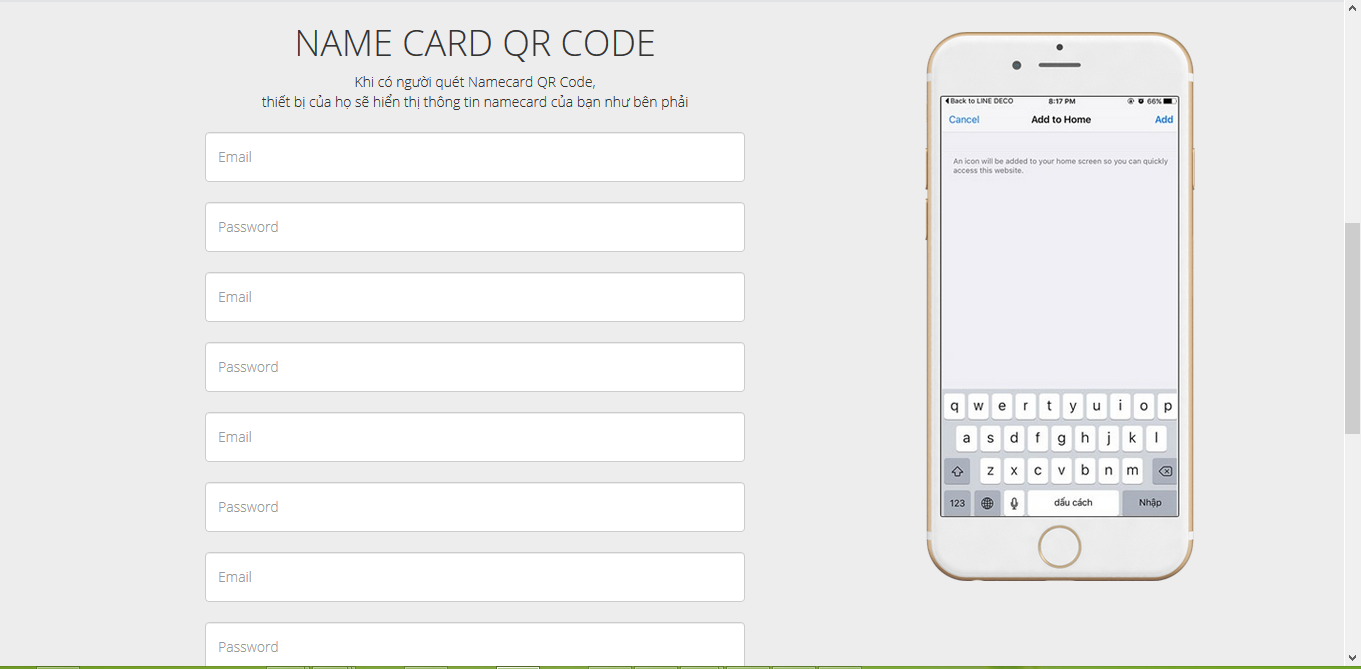 NAME CARD QR CODE
Khi có người quét Namecard QR Code,
thiết bị của họ sẽ hiển thị thông tin namecard của bạn như bên phải
Email
Password
Email
Password
Email
Password
Email
Password
Back to LINE DECO 8:17 PM 66%
Cancel Add to Home Add
An icon will be added to your home screen so you can quickly
access this website.
q w e r t y u i o p
a s d f g h j k l
z x c v b n m
123 dấu cách Nhập